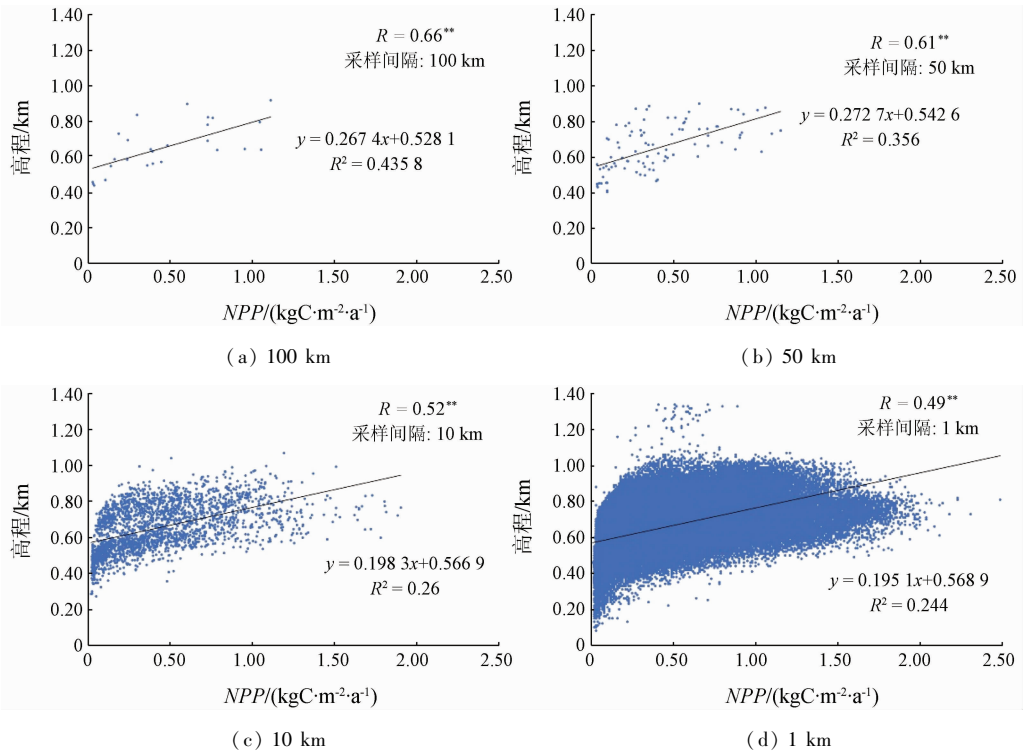 1.40
1.20
1.00
0.80
0.60
0.40
0.20
0
高程/km
R = 0.66**
采样间隔: 100 km
y = 0.267 4x+0.528 1
R² = 0.435 8
0 0.50 1.00 1.50 2.00 2.50
NPP/(kgC·m⁻²·a⁻¹)
(a) 100 km
1.40
1.20
1.00
0.80
0.60
0.40
0.20
0
高程/km
R = 0.61**
采样间隔: 50 km
y = 0.272 7x+0.542 6
R² = 0.356
0 0.50 1.00 1.50 2.00 2.50
NPP/(kgC·m⁻²·a⁻¹)
(b) 50 km
1.40
1.20
1.00
0.80
0.60
0.40
0.20
0
高程/km
R = 0.52**
采样间隔: 10 km
y = 0.198 3x+0.566 9
R² = 0.26
0 0.50 1.00 1.50 2.00 2.50
NPP/(kgC·m⁻²·a⁻¹)
(c) 10 km
1.40
1.20
1.00
0.80
0.60
0.40
0.20
0
高程/km
R = 0.49**
采样间隔: 1 km
y = 0.195 1x+0.568 9
R² = 0.244
0 0.50 1.00 1.50 2.00 2.50
NPP/(kgC·m⁻²·a⁻¹)
(d) 1 km